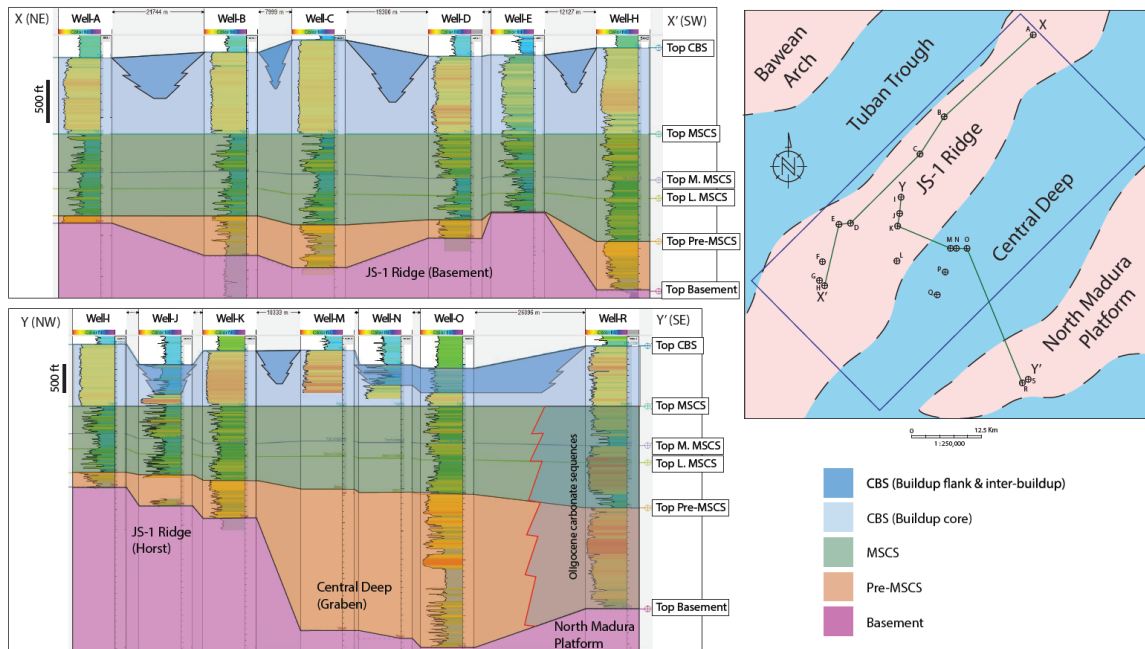 X (NE)
Well-A
21744 m
Well-B
7999 m
Well-C
19306 m
Well-D
Well-E
12127 m
Well-H
X' (SW)
Top CBS
500 ft
Top MSCS
Top M. MSCS
Top L. MSCS
Top Pre-MSCS
JS-1 Ridge (Basement)
Top Basement
Y (NW)
Well-I
Well-J
Well-K
10333 m
Well-M
Well-N
Well-O
Well-R
Y' (SE)
Top CBS
500 ft
Top MSCS
Top M. MSCS
Top L. MSCS
Oligocene carbonate sequences
Top Pre-MSCS
JS-1 Ridge
(Horst)
Central Deep
(Graben)
Top Basement
North Madura
Platform
X
A
Bawean
Arch
Tuban Trough
N
B
C
JS-1 Ridge
Y
I
J
K
E
D
M
N
O
Central Deep
F
L
G
P
H
X'
Q
North Madura
Platform
Y'
S
R
0
12.5 Km
1:250,000
CBS (Buildup flank & inter-buildup)
CBS (Buildup core)
MSCS
Pre-MSCS
Basement